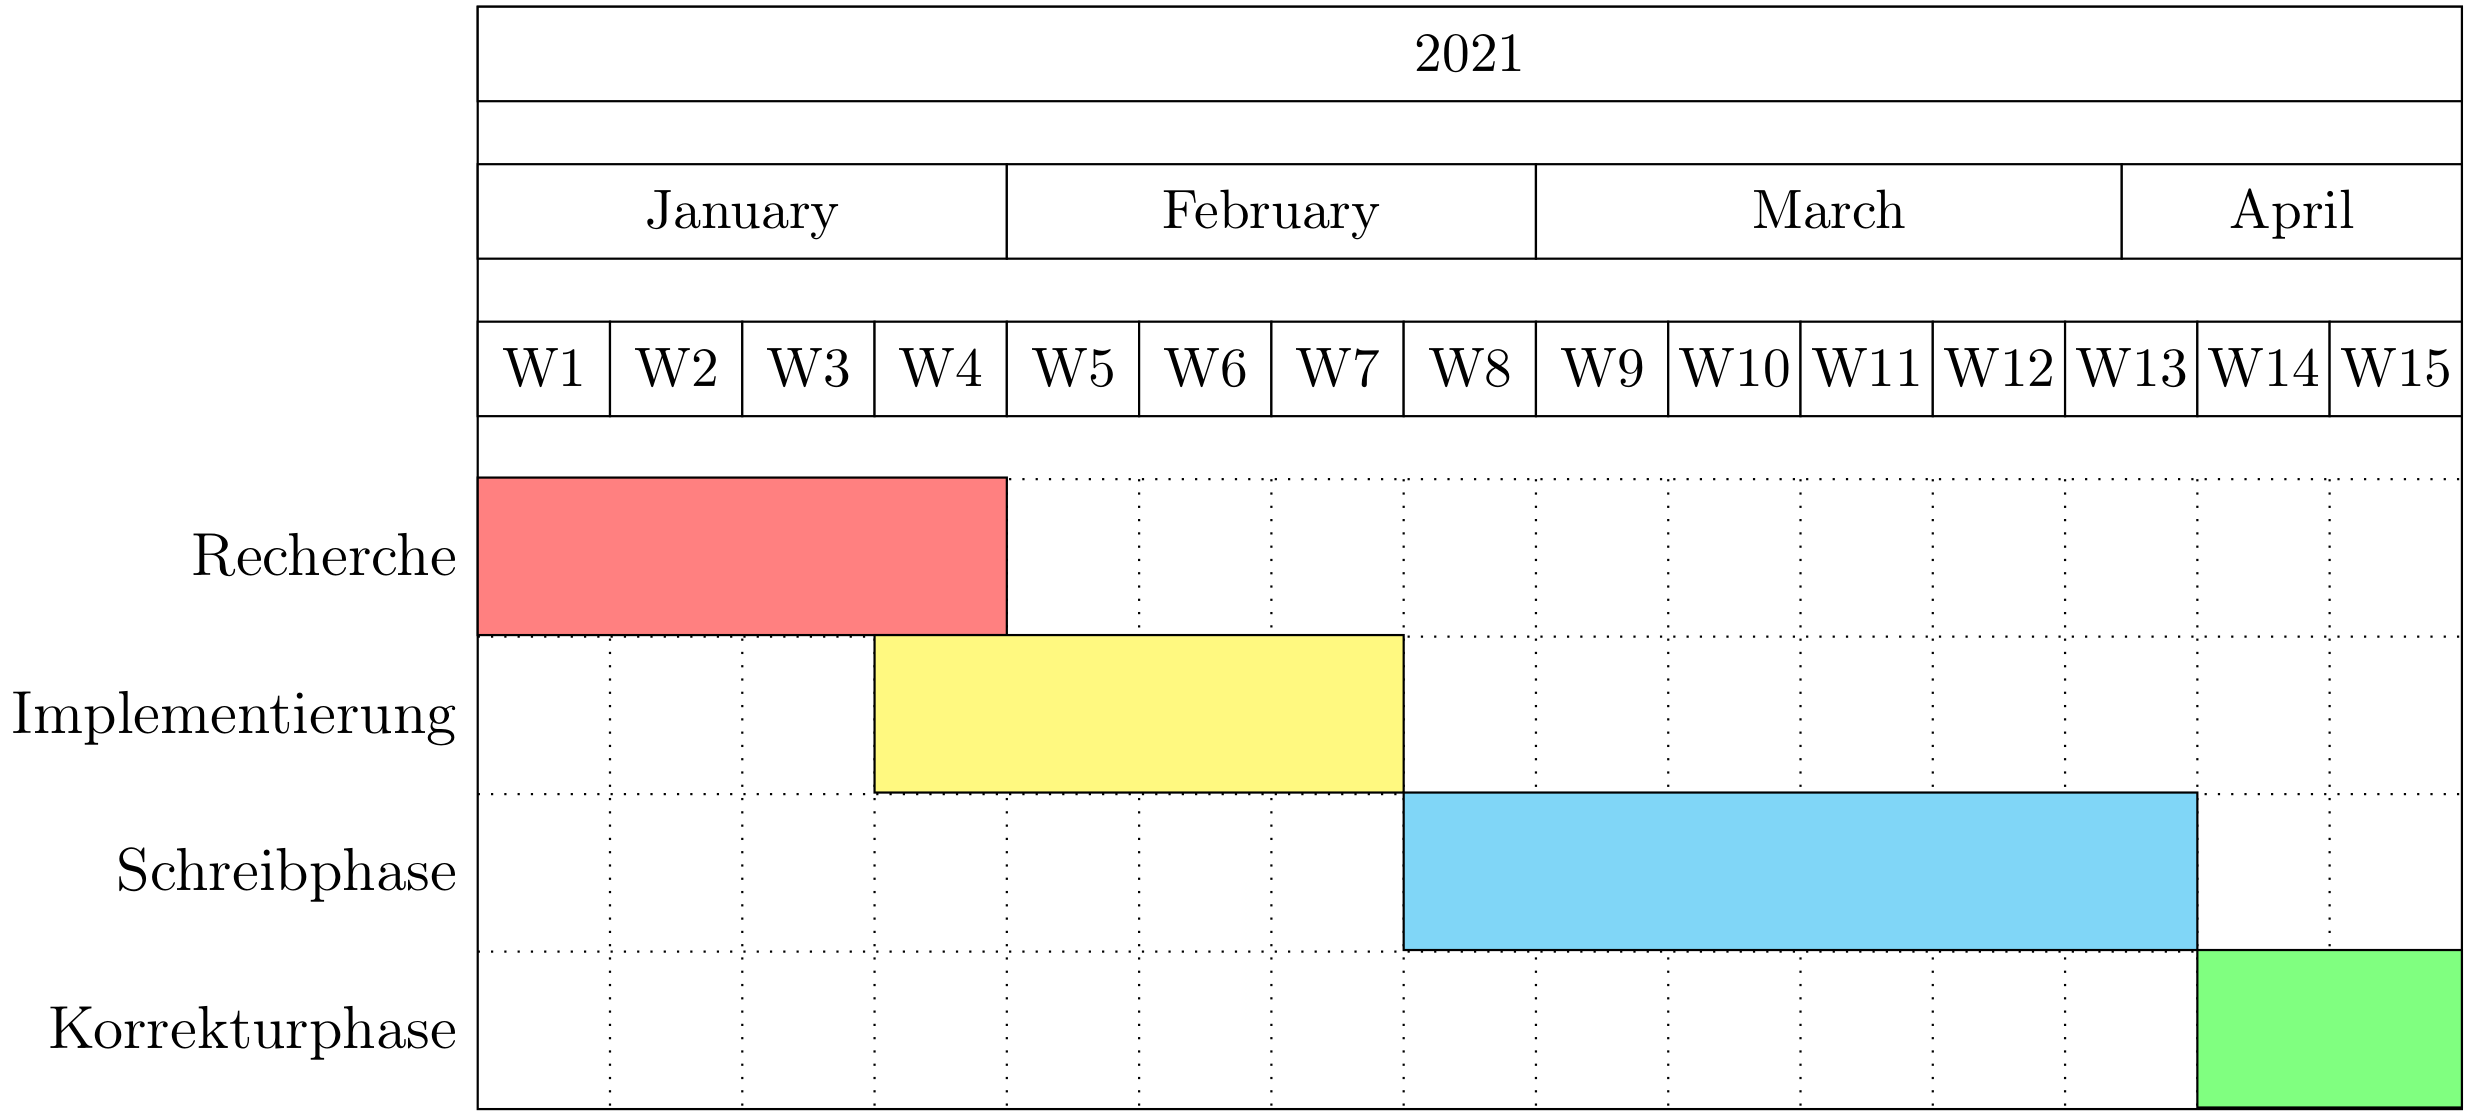 2021
January February March April
W1 W2 W3 W4 W5 W6 W7 W8 W9 W10 W11 W12 W13 W14 W15
Recherche
Implementierung
Schreibphase
Korrekturphase